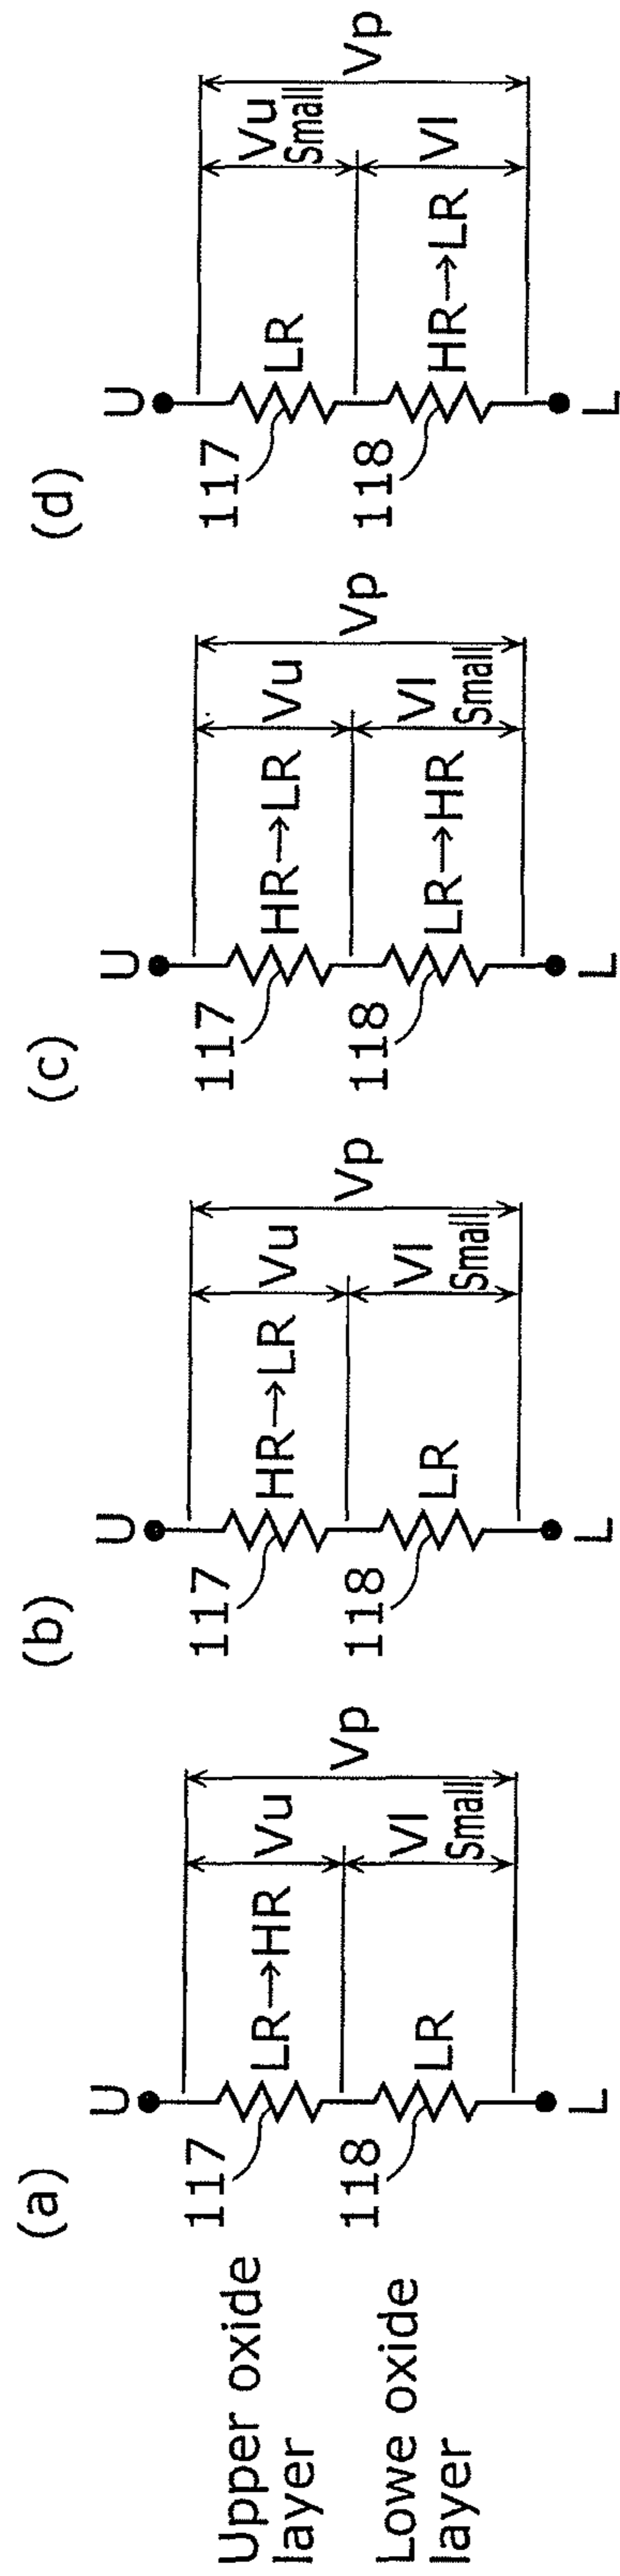 Upper oxide
layer
Lowe oxide
layer
(a)
U
117
LR→HR
Vu
Vp
118
LR
Vl
Small
L
(b)
U
117
HR→LR
Vu
Vp
118
LR
Vl
Small
L
(c)
U
117
HR→LR
Vu
Vp
118
LR→HR
Vl
Small
L
(d)
U
117
LR
Vu
Small
Vp
118
HR→LR
Vl
L